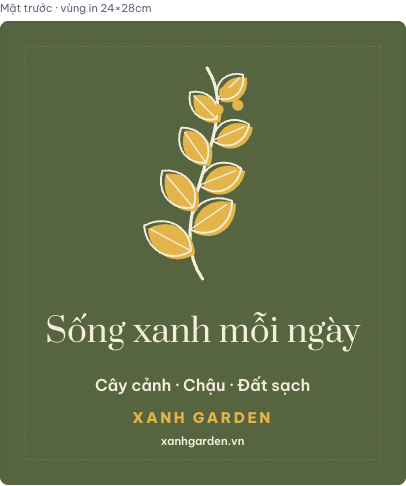 Mặt trước · vùng in 24×28cm
Sống xanh mỗi ngày
Cây cảnh · Chậu · Đất sạch
XANH GARDEN
xanhgarden.vn